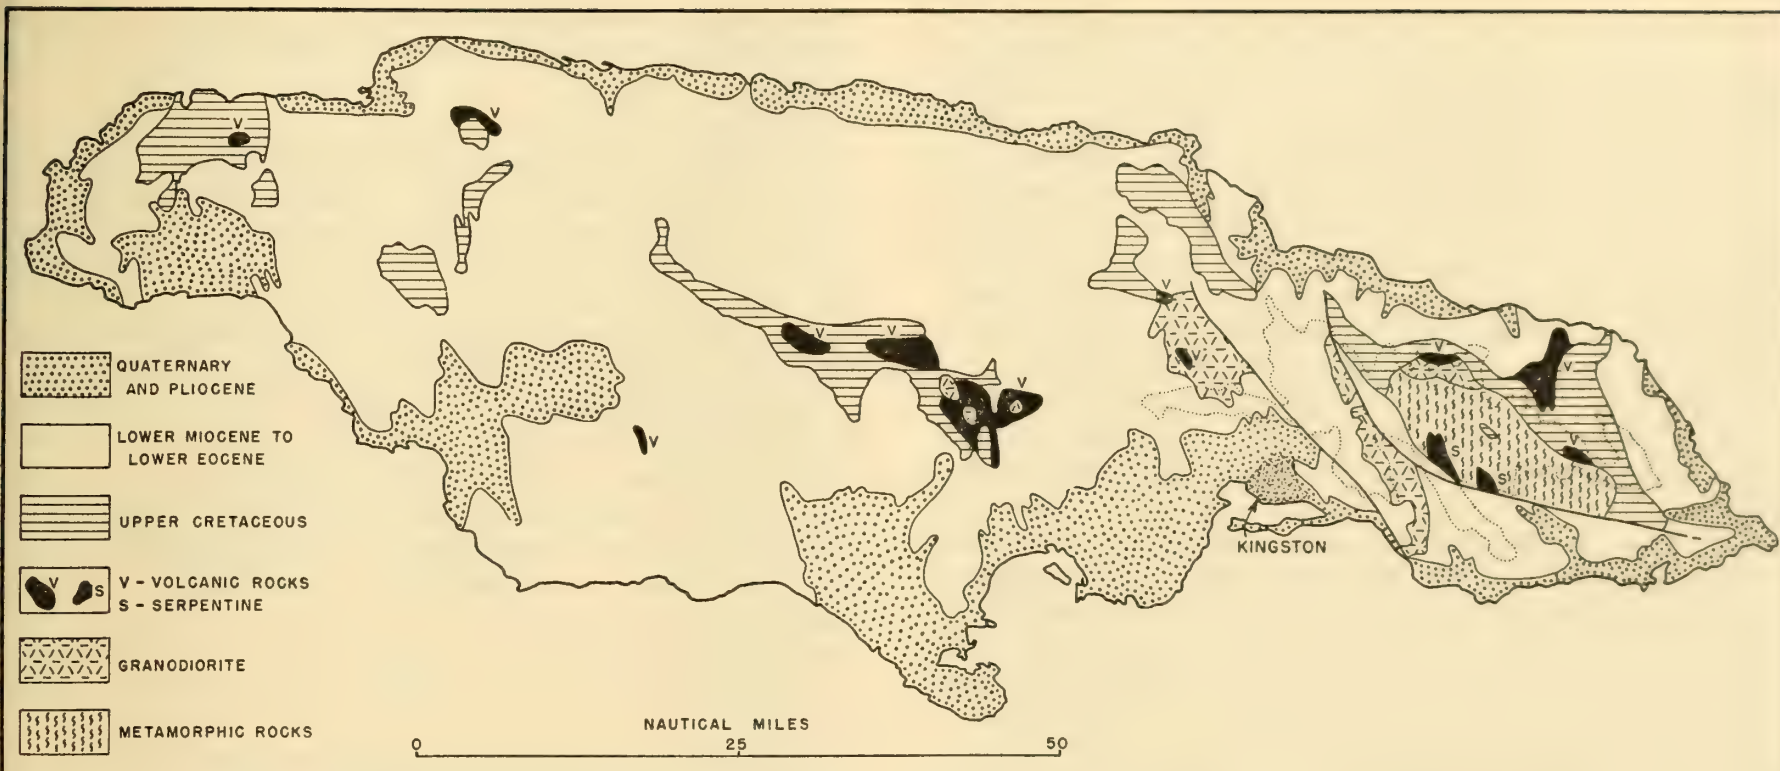 QUATERNARY
AND PLIOCENE
LOWER MIOCENE TO
LOWER EOCENE
UPPER CRETACEOUS
V S V - VOLCANIC ROCKS
S - SERPENTINE
GRANODIORITE
METAMORPHIC ROCKS
V
V
V
V
V
V
V
V
V
V
V
S
S
KINGSTON
NAUTICAL MILES
0 25 50